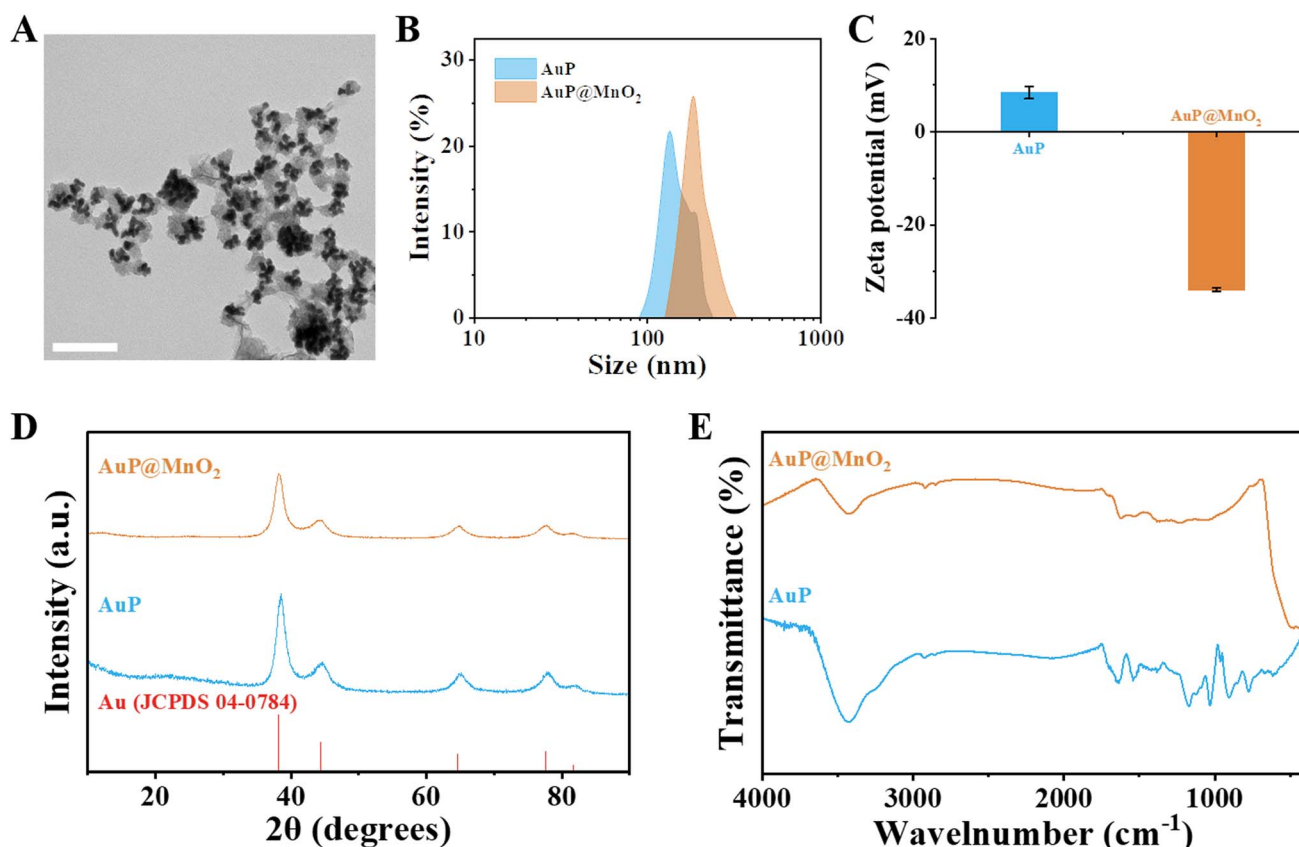 A
B
30
20
10
0
Intensity (%)
AuP
AuP@MnO₂
10
100
1000
Size (nm)
C
20
0
-20
-40
Zeta potential (mV)
AuP
AuP@MnO₂
D
Intensity (a.u.)
AuP@MnO₂
AuP
Au (JCPDS 04-0784)
20
40
60
80
2θ (degrees)
E
Transmittance (%)
AuP@MnO₂
AuP
4000
3000
2000
1000
Wavelnumber (cm⁻¹)